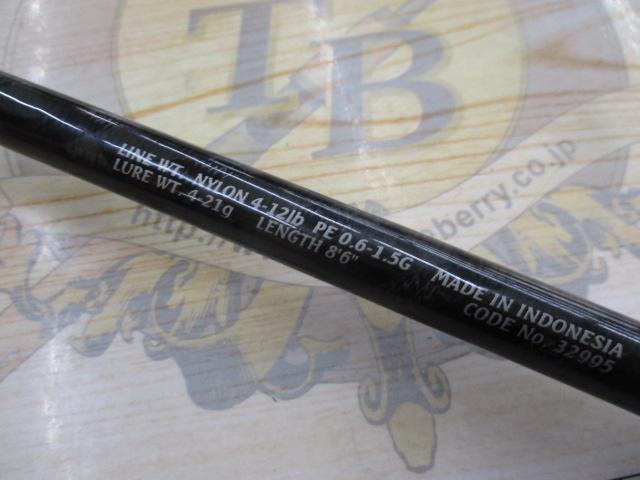 TB
LINE WT. NYLON 4-12lb PE 0.6-1.5G MADE IN INDONESIA
LURE WT. 4-21g LENGTH 8'6" CODE No. 32995
http://
berry.co.jp